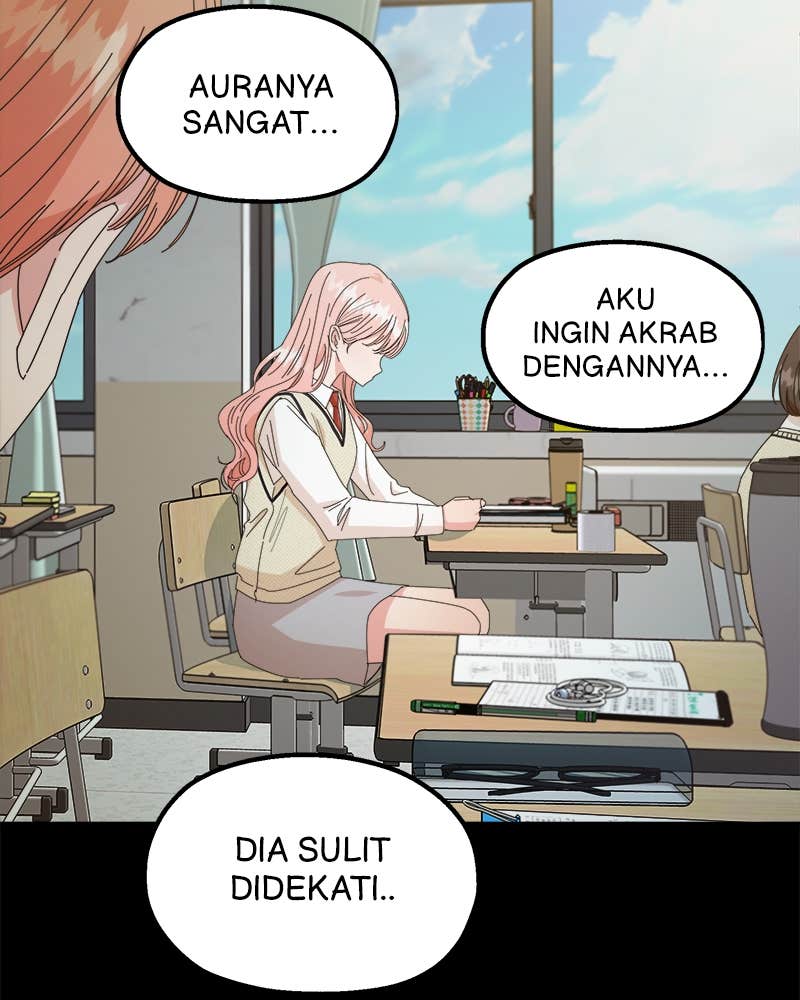 AURANYA
SANGAT...
AKU
INGIN AKRAB
DENGANNYA...
DIA SULIT
DIDEKATI..